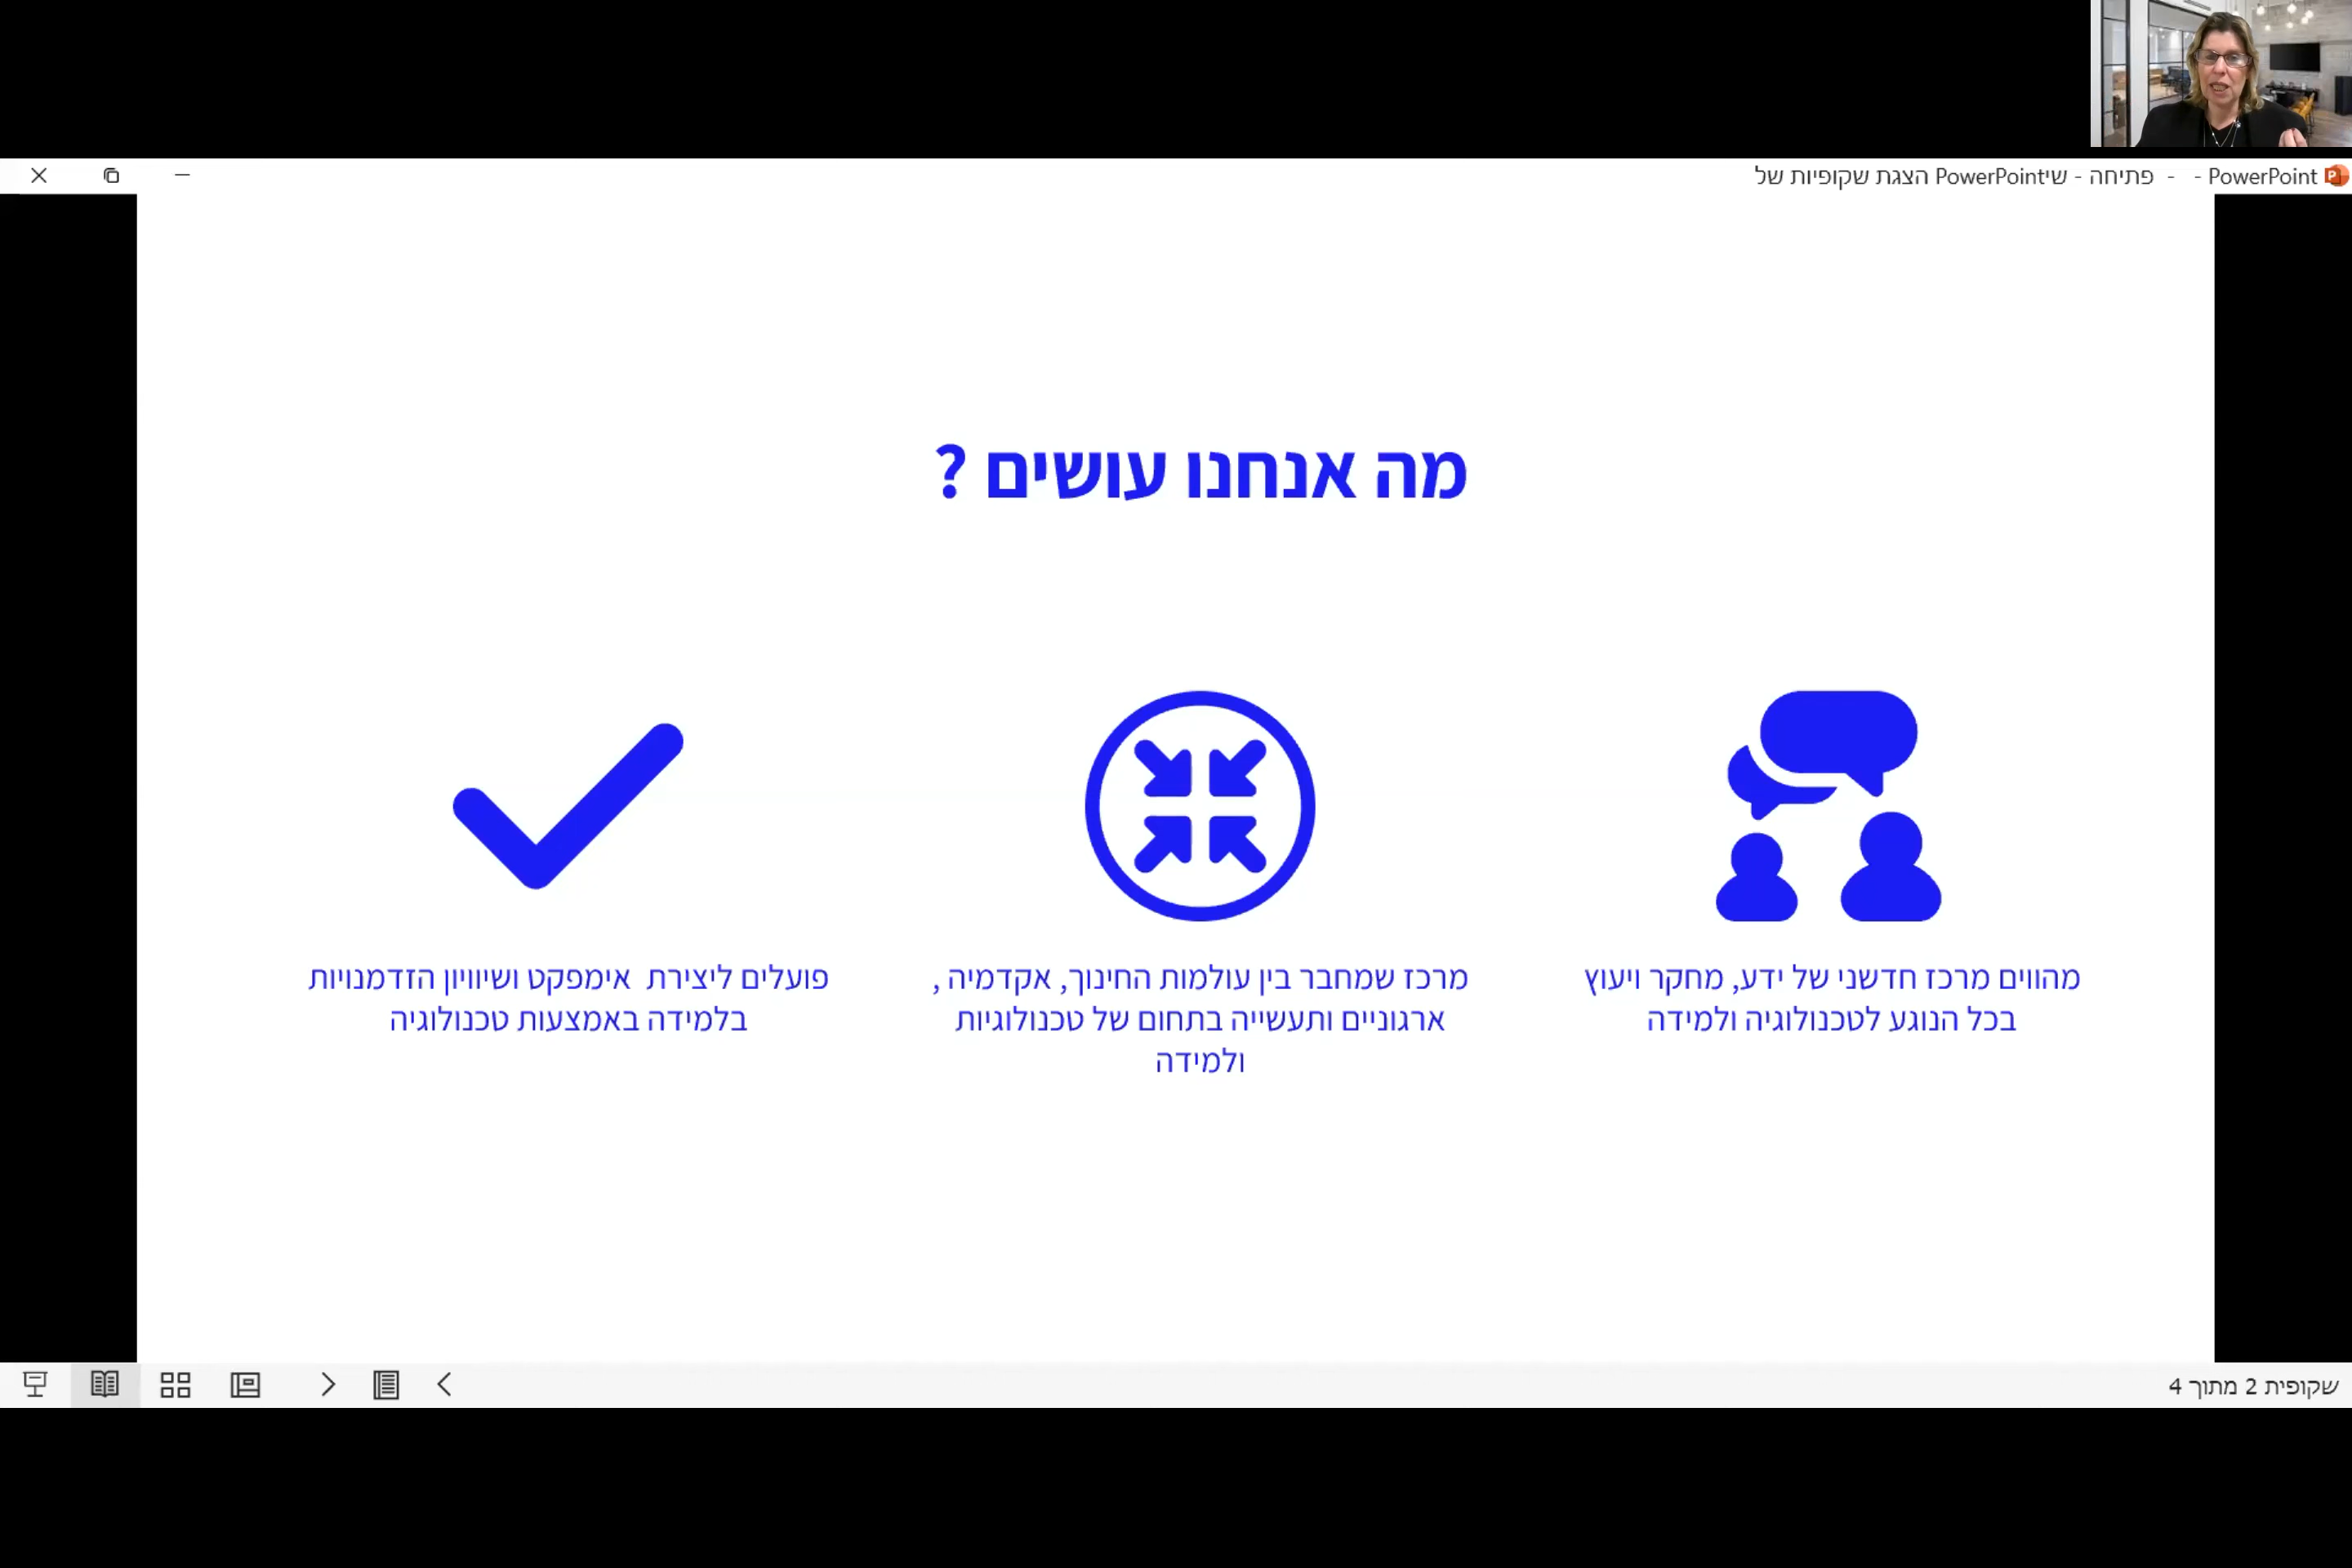 PowerPoint -  -  פתיחה - שיPowerPoint הצגת שקופיות של
מה אנחנו עושים ?
מהווים מרכז חדשני של ידע, מחקר ויעוץ
בכל הנוגע לטכנולוגיה ולמידה
מרכז שמחבר בין עולמות החינוך, אקדמיה ,
ארגוניים ותעשייה בתחום של טכנולוגיות
ולמידה
פועלים ליצירת  אימפקט ושיוויון הזדמנויות
בלמידה באמצעות טכנולוגיה
שקופית 2 מתוך 4